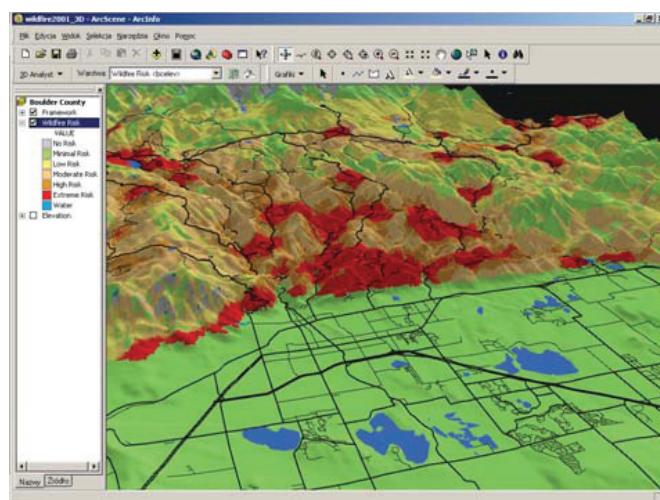 wildfire2001_3D - ArcScene - ArcInfo
Plik Edycja Widok Selekcja Narzędzia Okno Pomoc
3D Analyst Warstwa: Wildfire Risk <bcelev> Grafiki
Boulder County
Framework
Wildfire Risk
VALUE
No Risk
Minimal Risk
Low Risk
Moderate Risk
High Risk
Extreme Risk
Water
Elevation
Nazwy Źródło